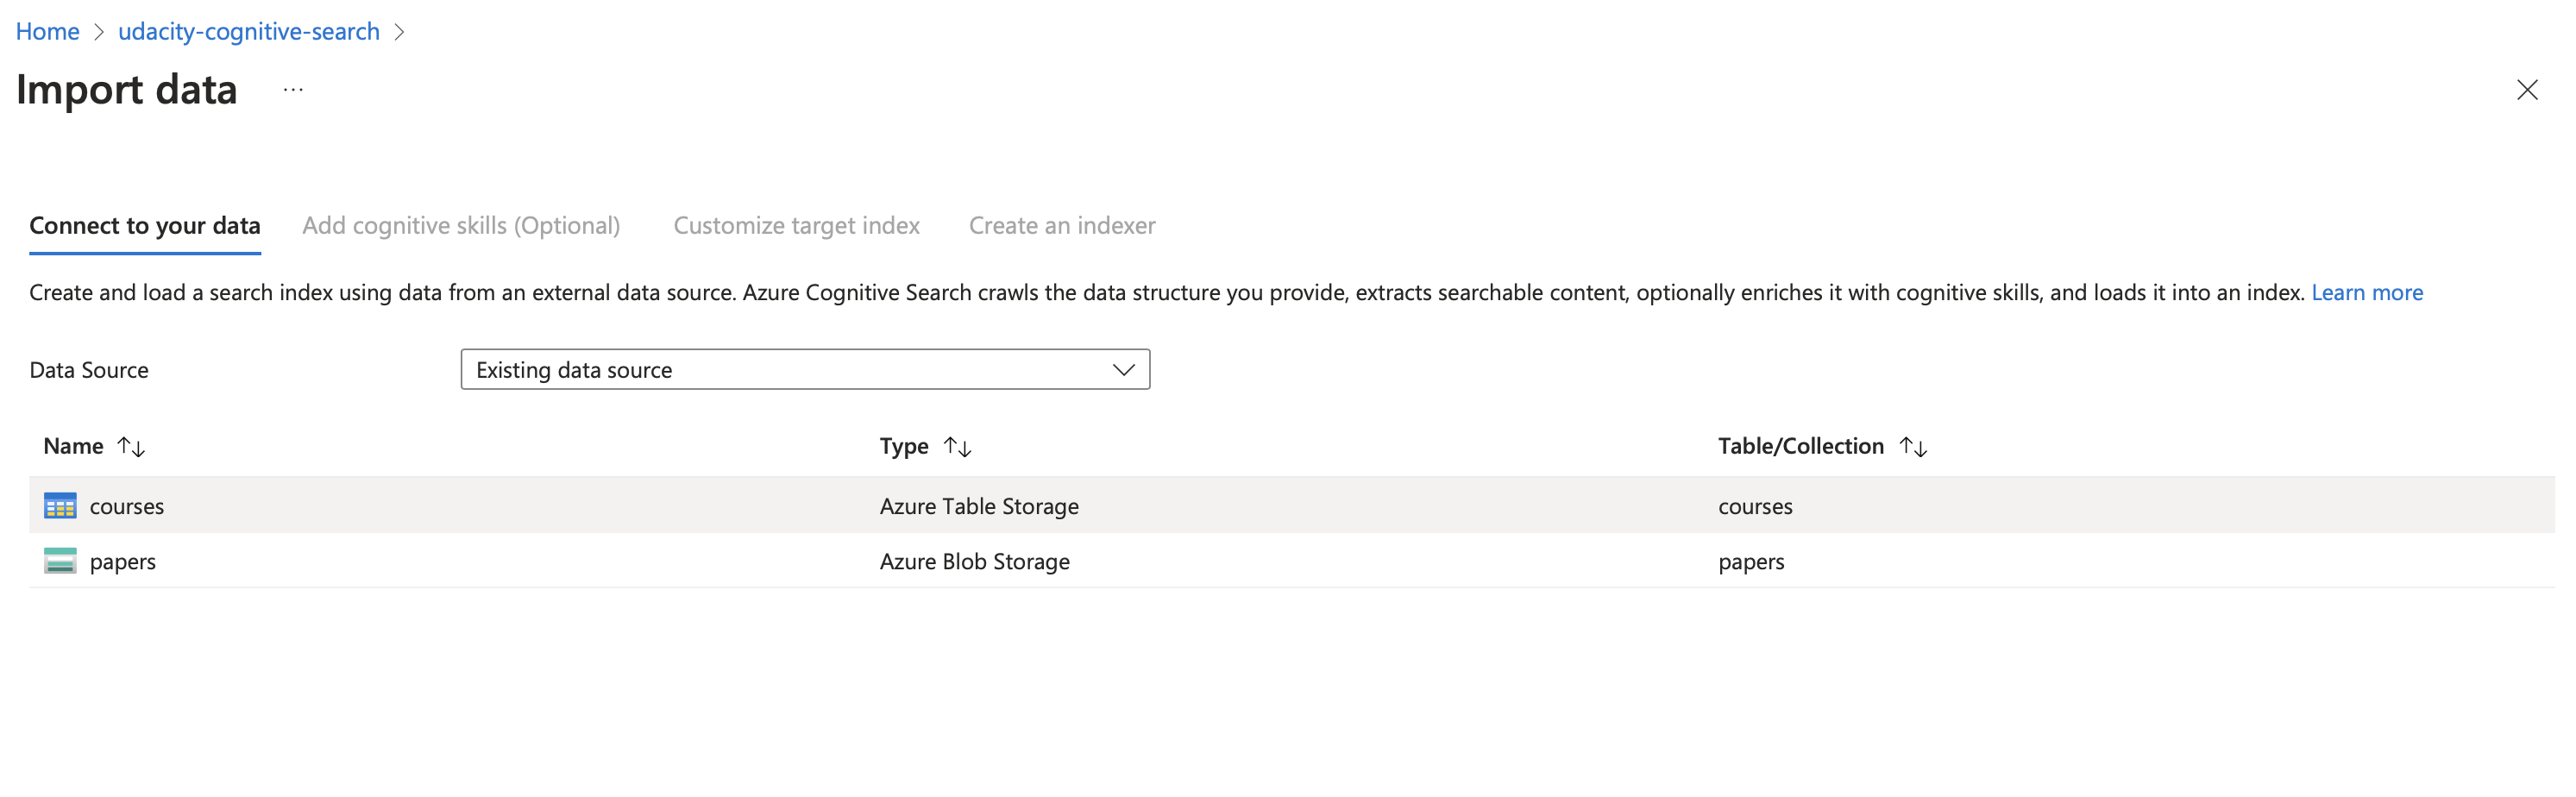 Home > udacity-cognitive-search >
Import data ...
Connect to your data Add cognitive skills (Optional) Customize target index Create an indexer
Create and load a search index using data from an external data source. Azure Cognitive Search crawls the data structure you provide, extracts searchable content, optionally enriches it with cognitive skills, and loads it into an index. Learn more
Data Source Existing data source
Name Type Table/Collection
courses Azure Table Storage courses
papers Azure Blob Storage papers